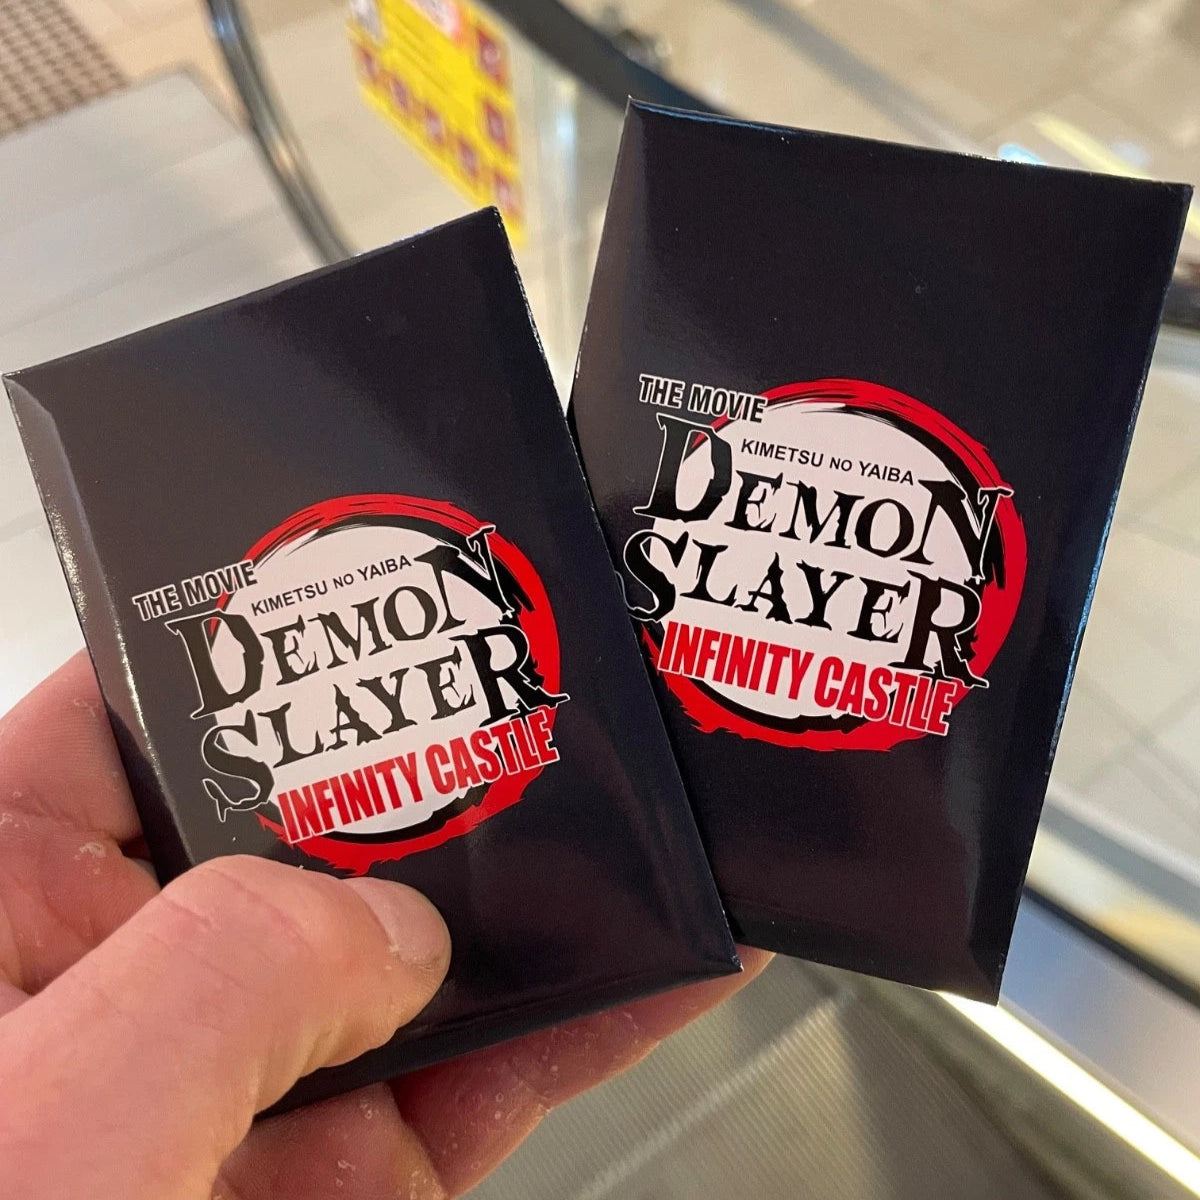 THE MOVIE
KIMETSU NO YAIBA
DEMON
SLAYER
INFINITY CASTLE
THE MOVIE
KIMETSU NO YAIBA
DEMON
SLAYER
INFINITY CASTLE